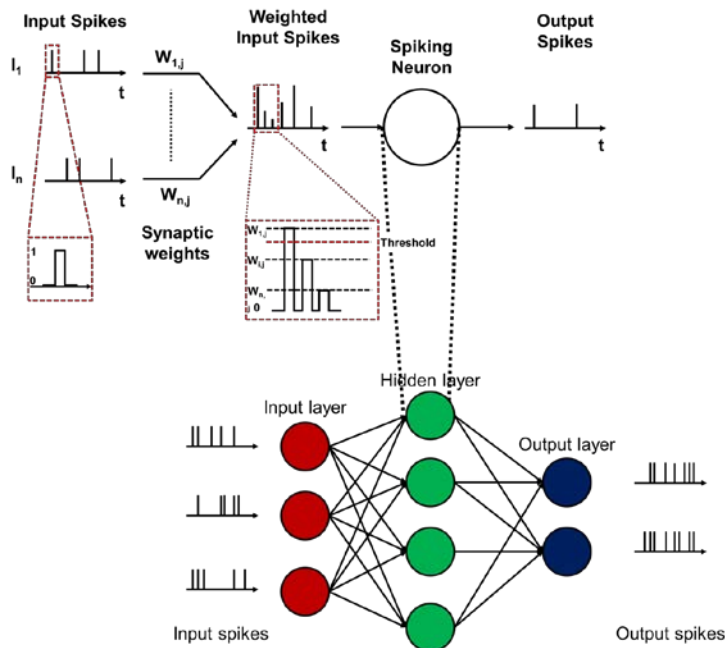 Input Spikes
Weighted
Input Spikes
Spiking
Neuron
Output
Spikes
I1
W1,j
t
t
t
In
t
Wn,j
Synaptic
weights
1
0
W1,j
Threshold
Wi,j
Wn,
j 0
Hidden layer
Input layer
Output layer
Input spikes
Output spikes